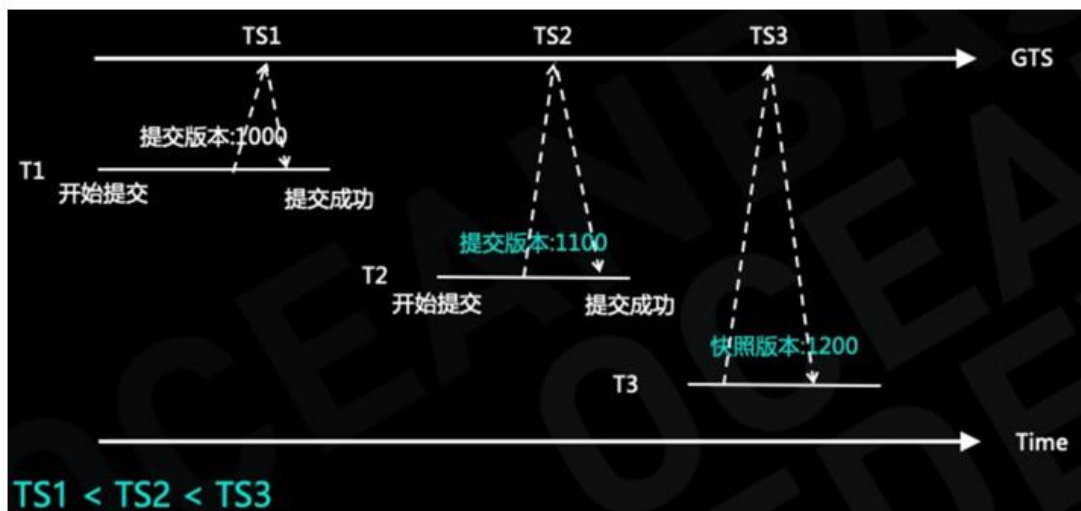 TS1 TS2 TS3
GTS
提交版本:1000
T1
开始提交 提交成功
提交版本:1100
T2
开始提交 提交成功
快照版本:1200
T3
Time
TS1 < TS2 < TS3